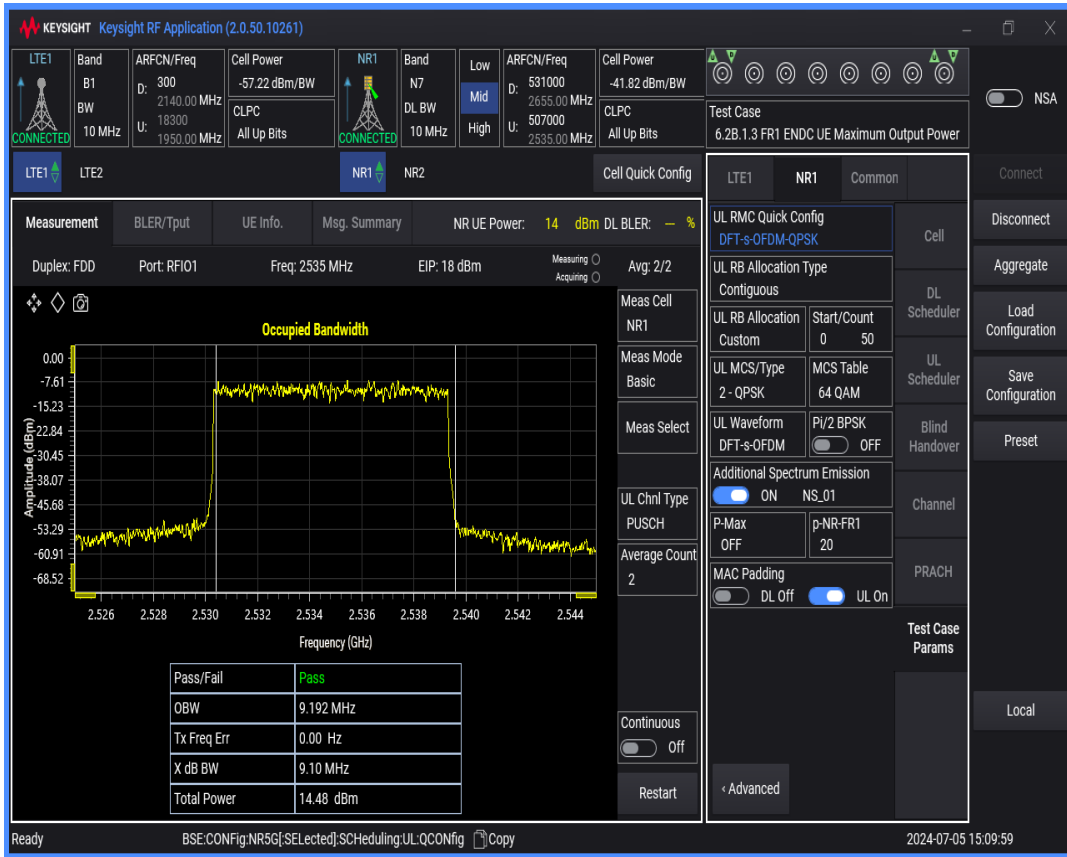 KEYSIGHT Keysight RF Application (2.0.50.10261)
LTE1
CONNECTED
Band
B1
BW
10 MHz
ARFCN/Freq
D: 300
2140.00 MHz
U: 18300
1950.00 MHz
Cell Power
-57.22 dBm/BW
CLPC
All Up Bits
NR1
CONNECTED
Band
N7
DL BW
10 MHz
Low
Mid
High
ARFCN/Freq
D: 531000
2655.00 MHz
U: 507000
2535.00 MHz
Cell Power
-41.82 dBm/BW
CLPC
All Up Bits
Test Case
6.2B.1.3 FR1 ENDC UE Maximum Output Power
NSA
LTE1 LTE2 NR1 NR2 Cell Quick Config
LTE1 NR1 Common
Connect
Disconnect
Aggregate
Load Configuration
Save Configuration
Preset
Local
Measurement BLER/Tput UE Info. Msg. Summary NR UE Power: 14 dBm DL BLER: --- %
Duplex: FDD Port: RFIO1 Freq: 2535 MHz EIP: 18 dBm Measuring Acquiring Avg: 2/2
Occupied Bandwidth
Amplitude (dBm)
0.00
-7.61
-15.23
-22.84
-30.45
-38.07
-45.68
-53.29
-60.91
-68.52
2.526 2.528 2.530 2.532 2.534 2.536 2.538 2.540 2.542 2.544
Frequency (GHz)
Pass/Fail Pass
OBW 9.192 MHz
Tx Freq Err 0.00 Hz
X dB BW 9.10 MHz
Total Power 14.48 dBm
Meas Cell
NR1
Meas Mode
Basic
Meas Select
UL Chnl Type
PUSCH
Average Count
2
Continuous
Off
Restart
UL RMC Quick Config
DFT-s-OFDM-QPSK
UL RB Allocation Type
Contiguous
UL RB Allocation
Custom
Start/Count
0 50
UL MCS/Type
2 - QPSK
MCS Table
64 QAM
UL Waveform
DFT-s-OFDM
Pi/2 BPSK
OFF
Additional Spectrum Emission
ON NS_01
P-Max
OFF
p-NR-FR1
20
MAC Padding
DL Off UL On
‹ Advanced
Cell
DL Scheduler
UL Scheduler
Blind Handover
Channel
PRACH
Test Case Params
Ready BSE:CONFig:NR5G[:SELected]:SCHeduling:UL:QCONfig Copy 2024-07-05 15:09:59